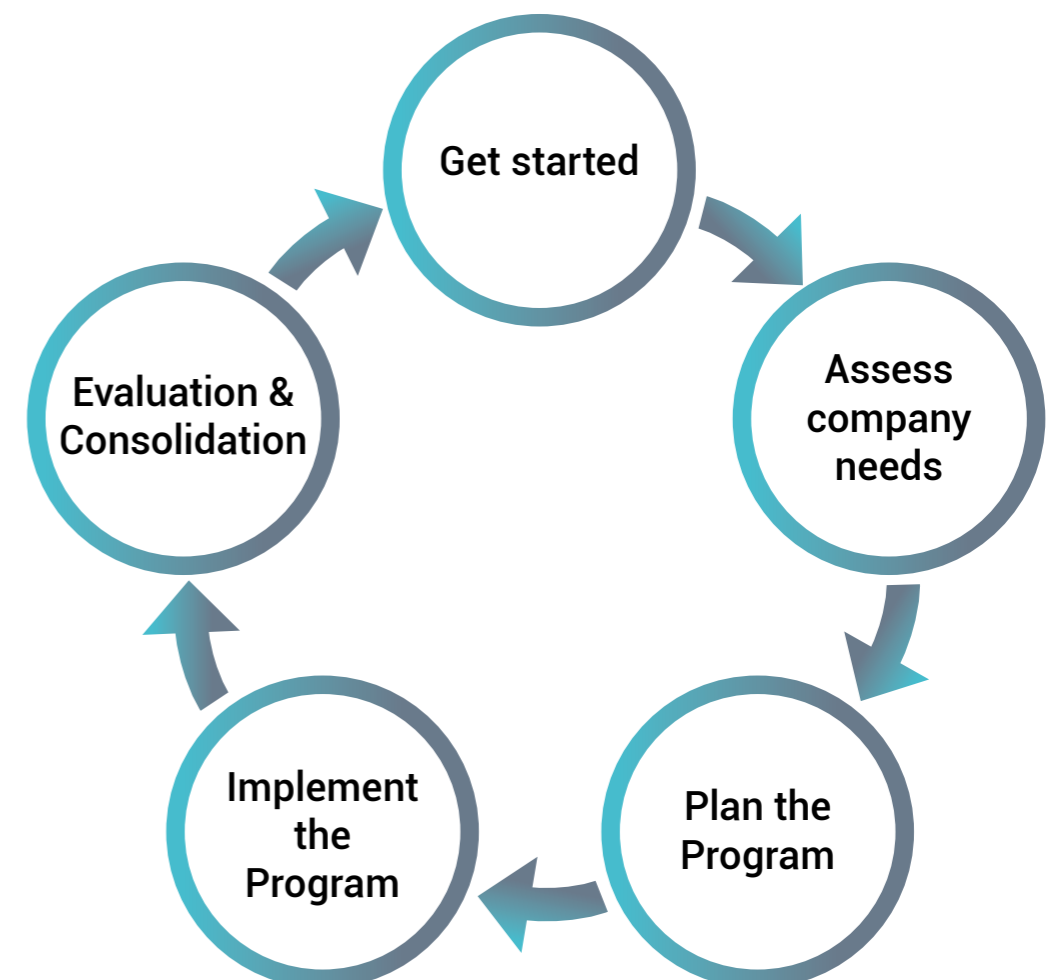 Get started
Assess
company
needs
Plan the
Program
Implement
the
Program
Evaluation &
Consolidation